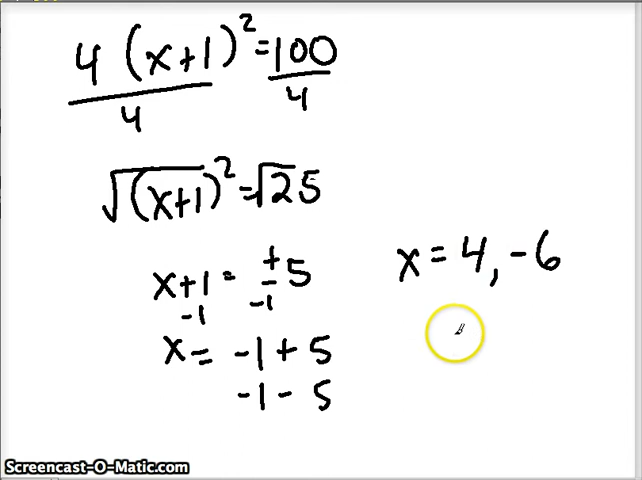 4 (x+1)² = 100
4 4
√(x+1)² = √25
x+1 = ±5
-1 -1
x = -1 + 5
-1 - 5
x = 4, -6
Screencast-O-Matic.com